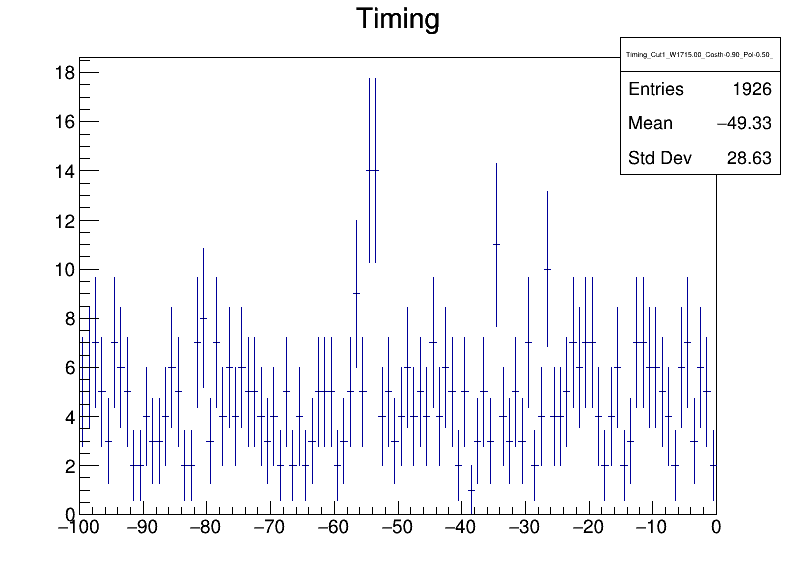 Timing
Timing_Cut1_W1715.00_Costh-0.90_Pol-0.50_
Entries 1926
Mean −49.33
Std Dev 28.63
18
16
14
12
10
8
6
4
2
0
−100 −90 −80 −70 −60 −50 −40 −30 −20 −10 0